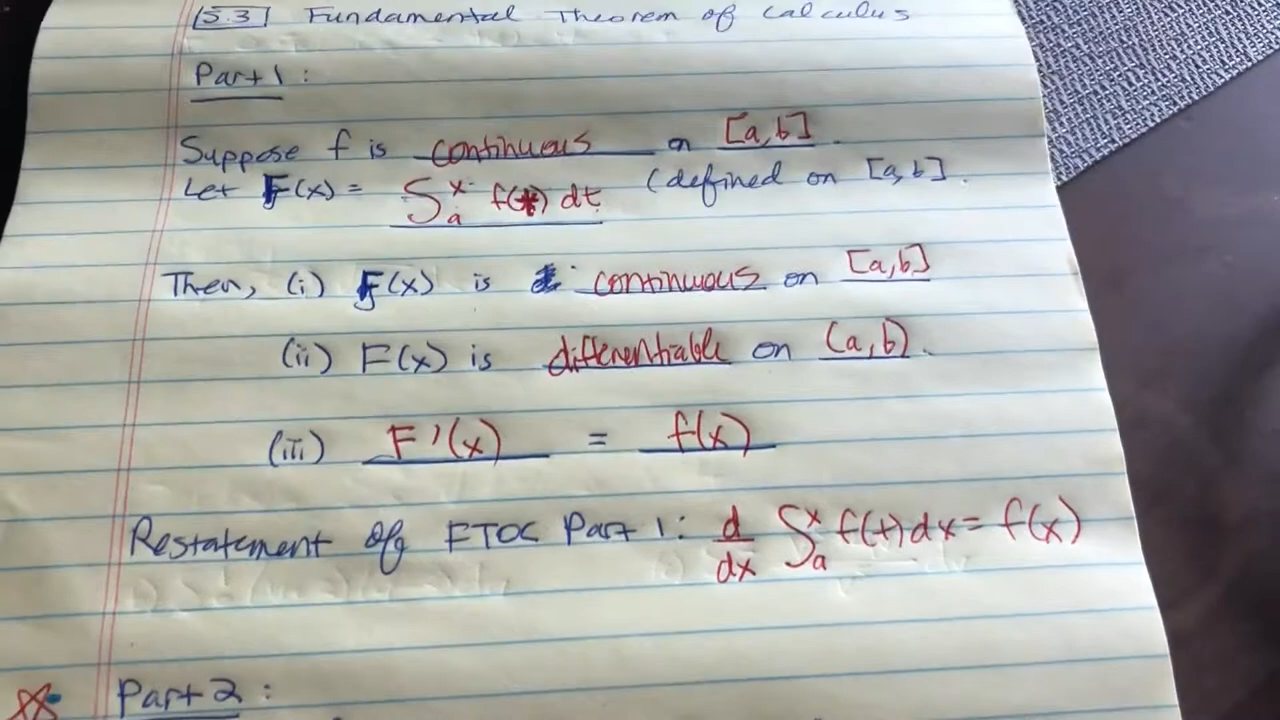 5.3 Fundamental Theorem of Calculus
Part 1:
Suppose f is continuous on [a,b].
Let F(x) = ∫ₐˣ f(t) dt (defined on [a,b].
Then, (i) F(x) is continuous on [a,b]
(ii) F(x) is differentiable on (a,b).
(iii) F'(x) = f(x)
Restatement of FTOC Part 1: d/dx ∫ₐˣ f(t) dx = f(x)
Part 2: